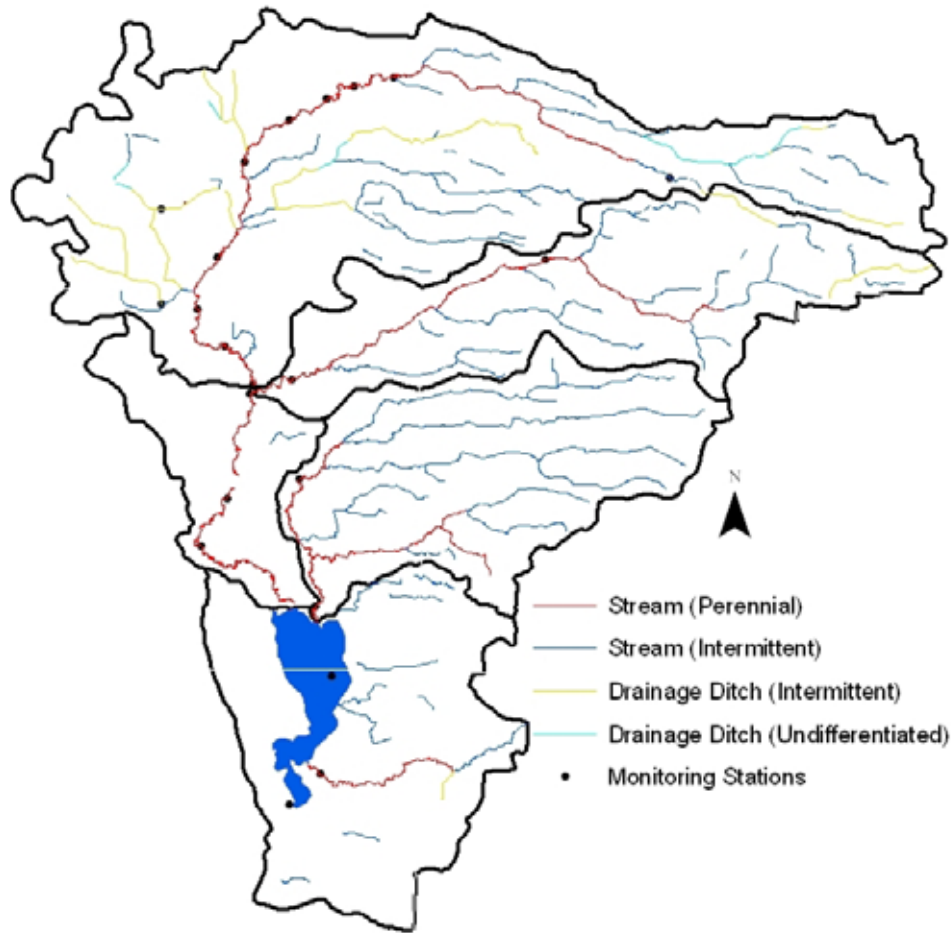 N
Stream (Perennial)
Stream (Intermittent)
Drainage Ditch (Intermittent)
Drainage Ditch (Undifferentiated)
Monitoring Stations